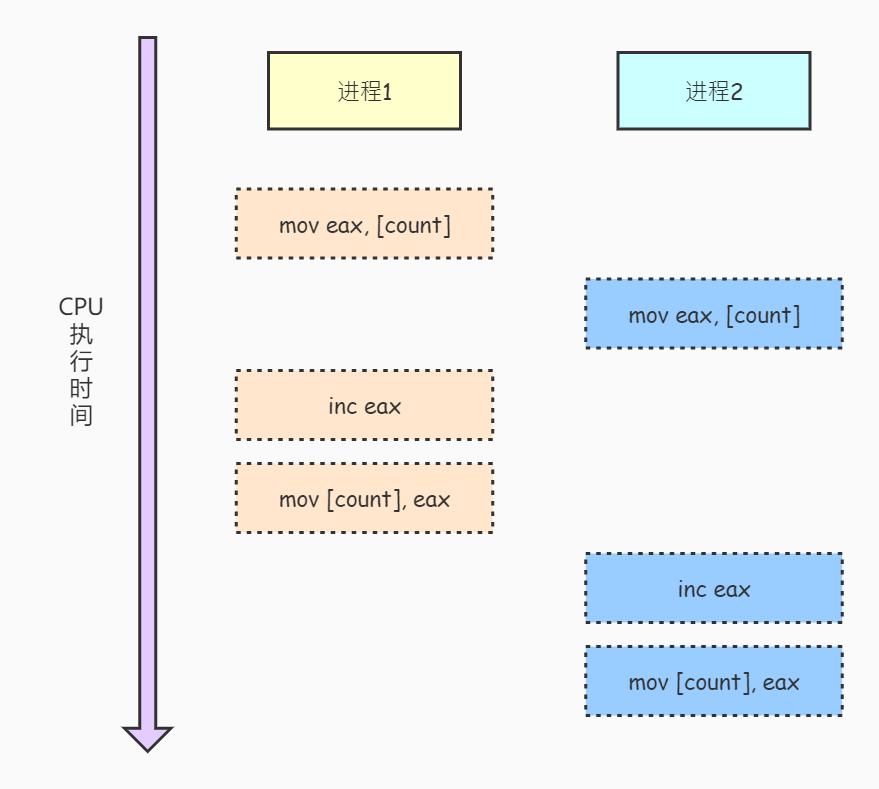 进程1
进程2
mov eax, [count]
mov eax, [count]
CPU
执
行
时
间
inc eax
mov [count], eax
inc eax
mov [count], eax